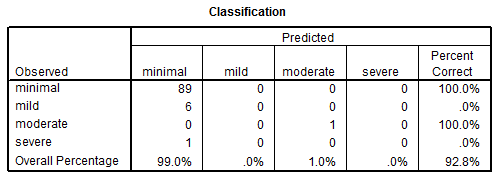 Classification
Predicted
Observed minimal mild moderate severe Percent Correct
minimal 89 0 0 0 100.0%
mild 6 0 0 0 .0%
moderate 0 0 1 0 100.0%
severe 1 0 0 0 .0%
Overall Percentage 99.0% .0% 1.0% .0% 92.8%